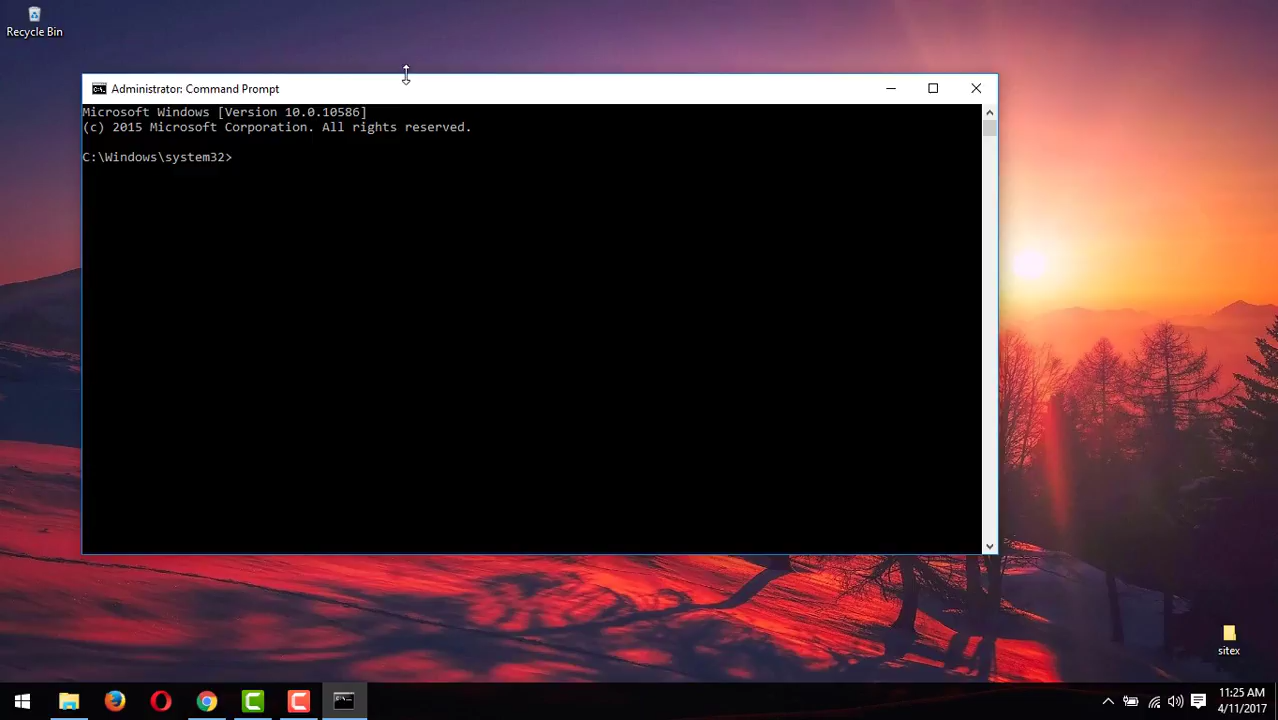 Recycle Bin
Administrator: Command Prompt
Microsoft Windows [Version 10.0.10586]
(c) 2015 Microsoft Corporation. All rights reserved.
C:\Windows\system32>
sitex
11:25 AM
4/11/2017